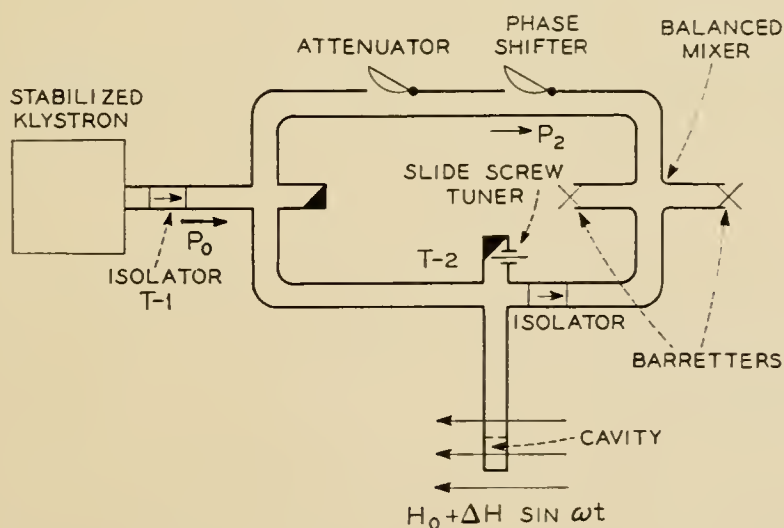 ATTENUATOR
PHASE
SHIFTER
BALANCED
MIXER
STABILIZED
KLYSTRON
P₂
SLIDE SCREW
TUNER
P₀
ISOLATOR
T-1
T-2
ISOLATOR
BARRETTERS
CAVITY
H₀ + ΔH SIN ωt